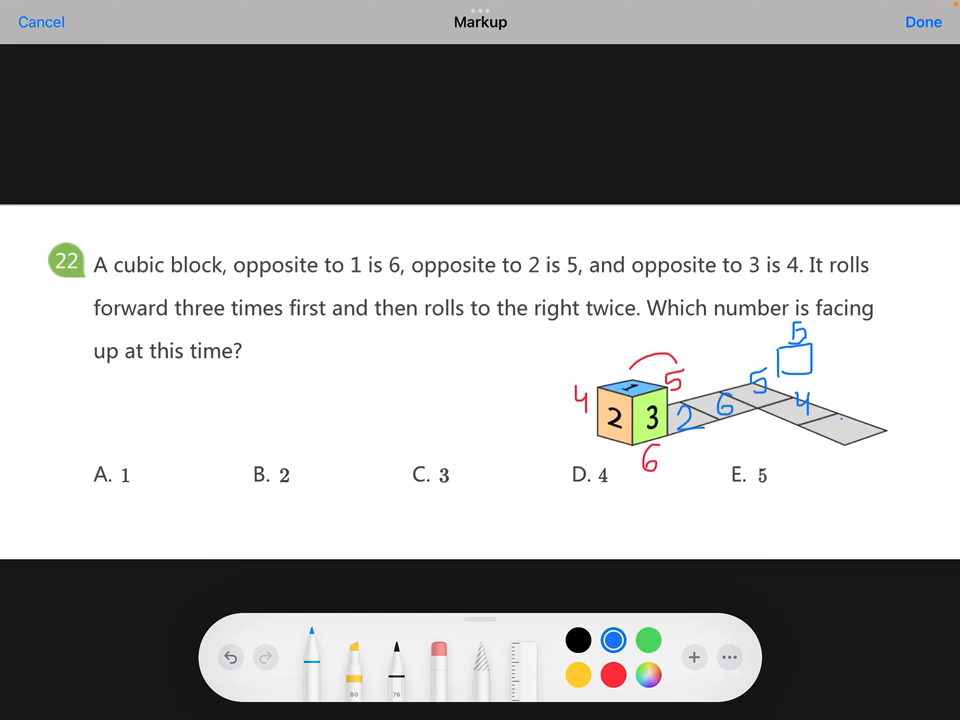 Cancel
Markup
Done
22 A cubic block, opposite to 1 is 6, opposite to 2 is 5, and opposite to 3 is 4. It rolls
forward three times first and then rolls to the right twice. Which number is facing
up at this time?
5
4 1 5 5
2 3 2 6 4
6
A. 1 B. 2 C. 3 D. 4 E. 5
80 76